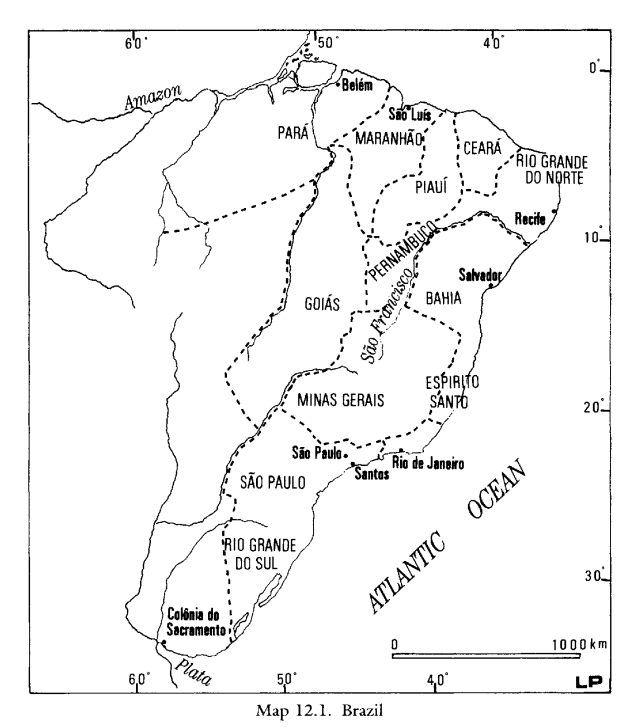 60°
50°
40°
0°
Amazon
Belém
São Luís
PARÁ
MARANHÃO
CEARÁ
RIO GRANDE
DO NORTE
PIAUÍ
Recife
PERNAMBUCO
10°
Salvador
GOIÁS
São Francisco
BAHIA
MINAS GERAIS
ESPIRITO
SANTO
20°
São Paulo
Santos
Rio de Janeiro
SÃO PAULO
ATLANTIC OCEAN
RIO GRANDE
DO SUL
30°
Colônia do
Sacramento
0 1000 km
Plata
60°
50°
40°
LP
Map 12.1. Brazil